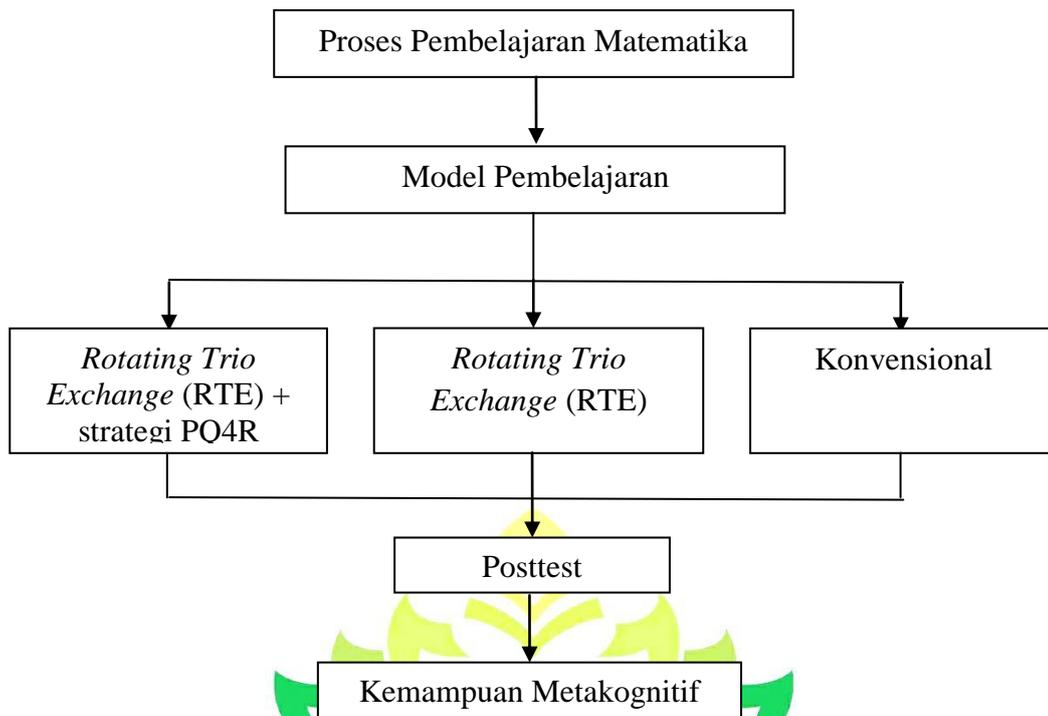 Proses Pembelajaran Matematika
Model Pembelajaran
Rotating Trio
Exchange (RTE) +
strategi PQ4R
Rotating Trio
Exchange (RTE)
Konvensional
Posttest
Kemampuan Metakognitif